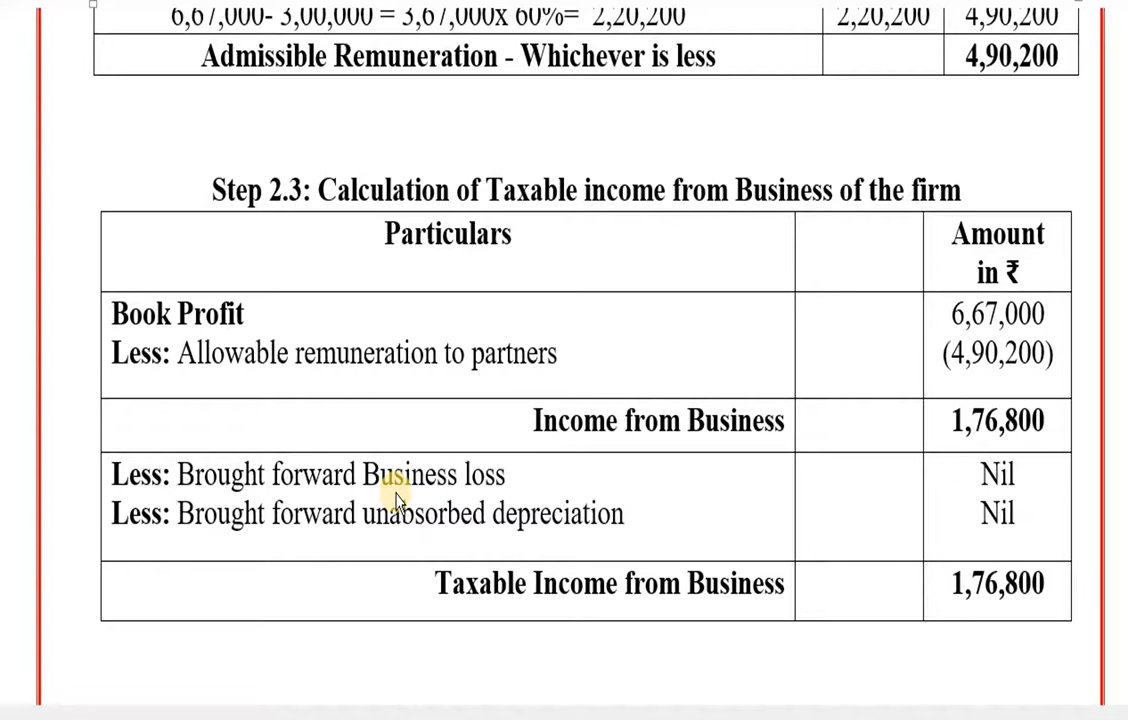 6,67,000- 3,00,000 = 3,67,000x 60%= 2,20,200 2,20,200 4,90,200
Admissible Remuneration - Whichever is less 4,90,200
Step 2.3: Calculation of Taxable income from Business of the firm
Particulars Amount
in ₹
Book Profit 6,67,000
Less: Allowable remuneration to partners (4,90,200)
Income from Business 1,76,800
Less: Brought forward Business loss Nil
Less: Brought forward unabsorbed depreciation Nil
Taxable Income from Business 1,76,800